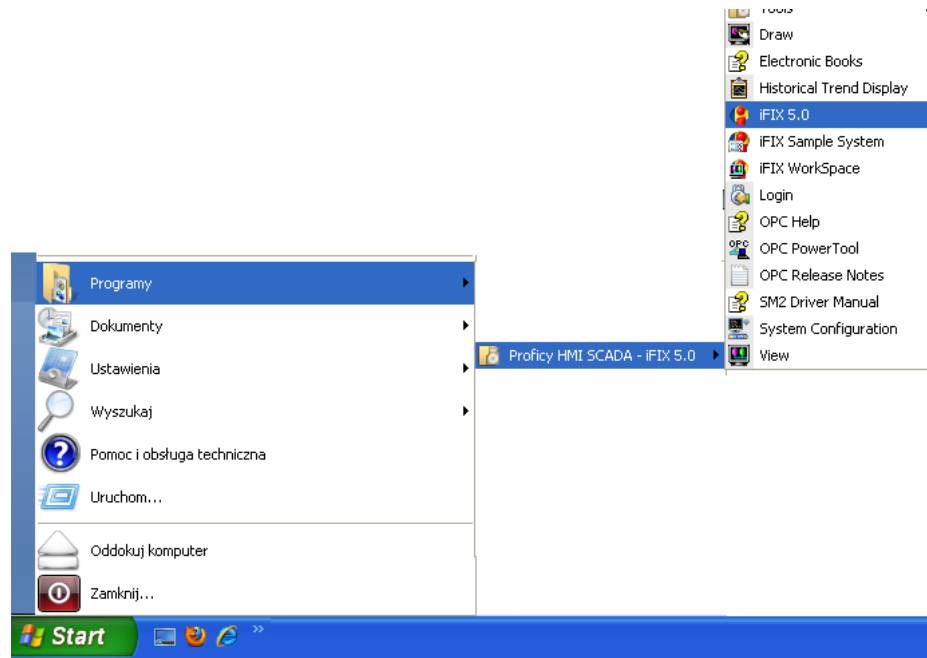 Tools
Draw
Electronic Books
Historical Trend Display
iFIX 5.0
iFIX Sample System
iFIX WorkSpace
Login
OPC Help
OPC PowerTool
OPC Release Notes
SM2 Driver Manual
System Configuration
View
Proficy HMI SCADA - iFIX 5.0
Programy
Dokumenty
Ustawienia
Wyszukaj
Pomoc i obsługa techniczna
Uruchom...
Oddokuj komputer
Zamknij...
Start